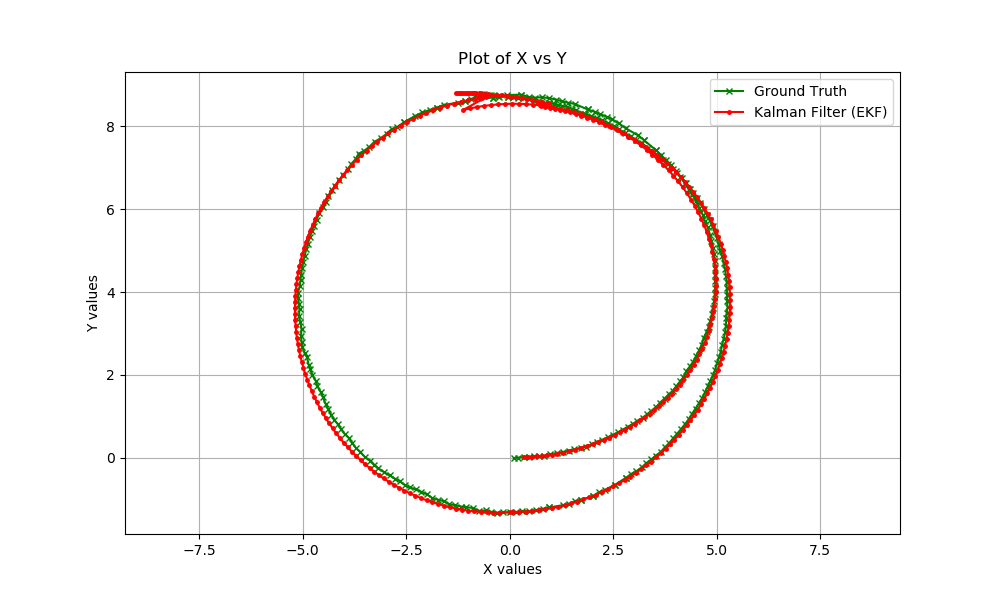 Plot of X vs Y
Ground Truth
Kalman Filter (EKF)
8
6
4
2
0
Y values
−7.5 −5.0 −2.5 0.0 2.5 5.0 7.5
X values